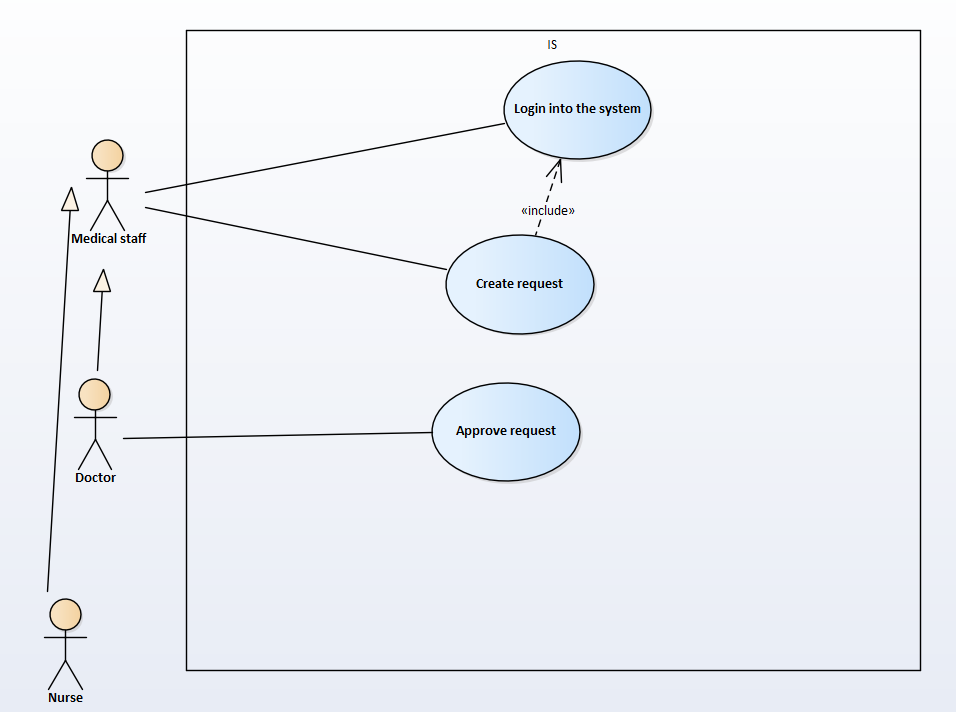 IS
Login into the system
Medical staff
«include»
Create request
Approve request
Doctor
Nurse